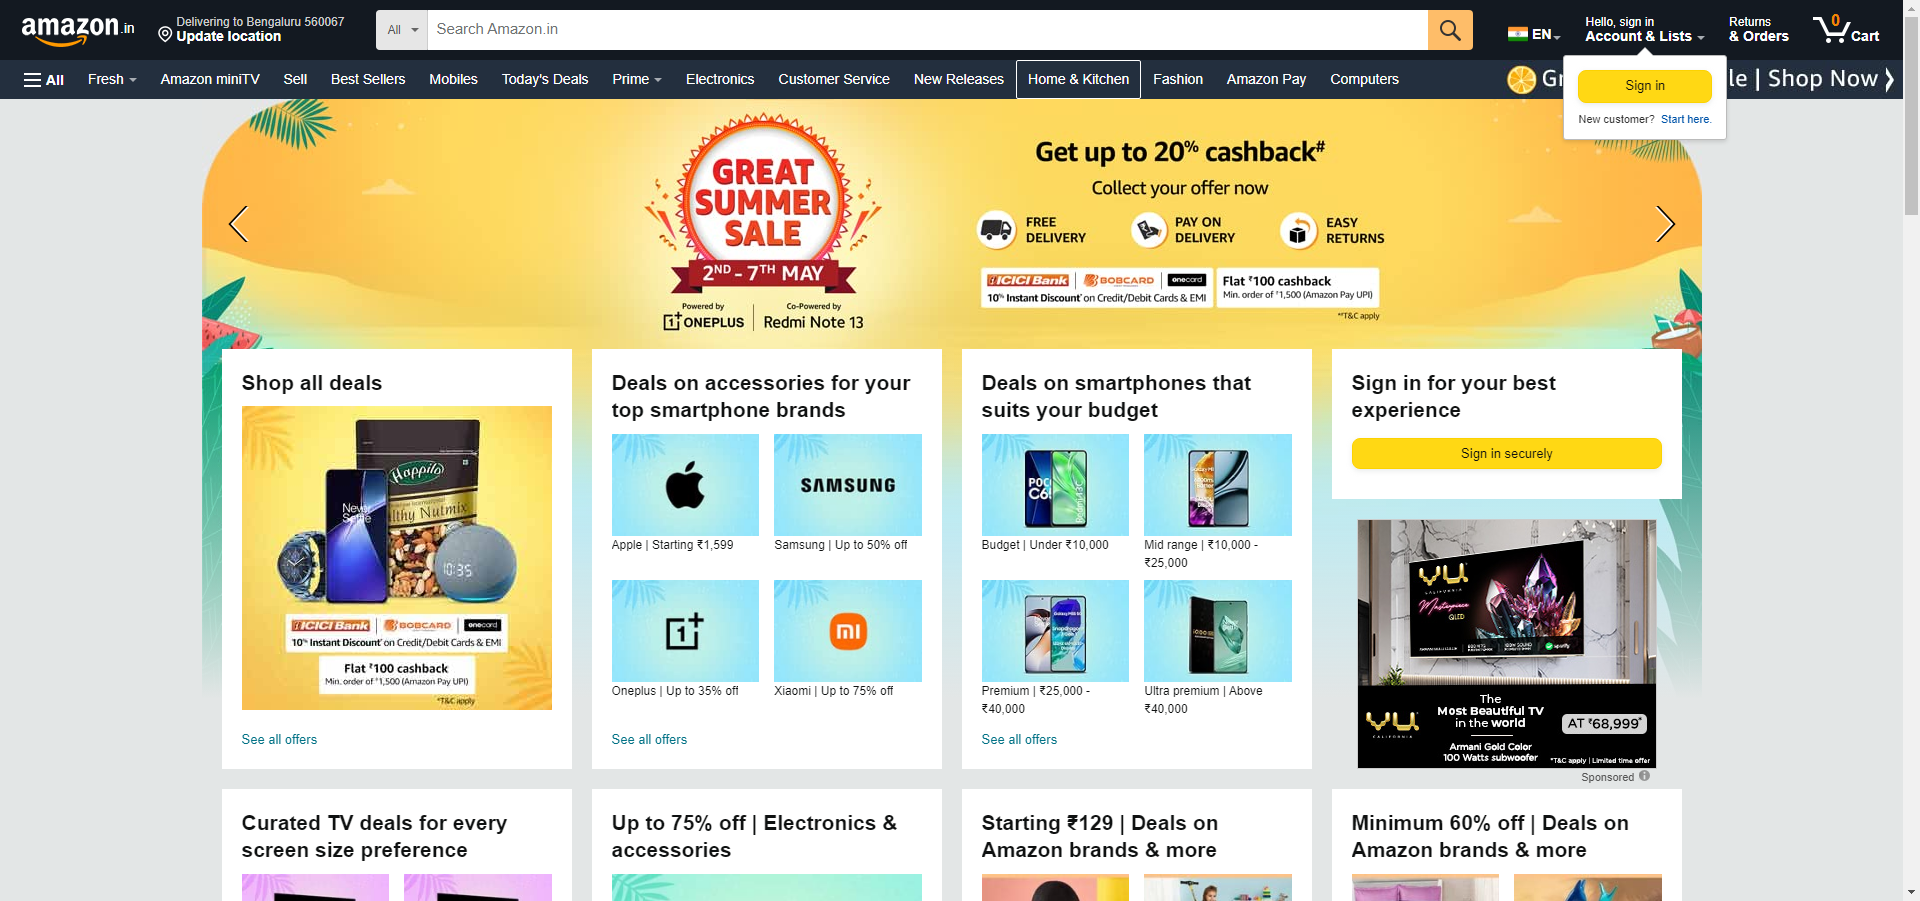 amazon.in
Delivering to Bengaluru 560067
Update location
All
Search Amazon.in
EN
Hello, sign in
Account & Lists
Returns
& Orders
0
Cart
All
Fresh
Amazon miniTV
Sell
Best Sellers
Mobiles
Today's Deals
Prime
Electronics
Customer Service
New Releases
Home & Kitchen
Fashion
Amazon Pay
Computers
le | Shop Now
Sign in
New customer? Start here.
GREAT
SUMMER
SALE
2ND - 7TH MAY
Powered by
ONEPLUS
Co-Powered by
Redmi Note 13
Get up to 20% cashback#
Collect your offer now
FREE
DELIVERY
PAY ON
DELIVERY
EASY
RETURNS
ICICI Bank
BOBCARD
onecard
10% Instant Discount* on Credit/Debit Cards & EMI
Flat ₹100 cashback
Min. order of ₹1,500 (Amazon Pay UPI)
*T&C apply
Shop all deals
Happilo
Never
Settle
Healthy Nutmix
10:35
ICICI Bank
BOBCARD
onecard
10% Instant Discount* on Credit/Debit Cards & EMI
Flat ₹100 cashback
Min. order of ₹1,500 (Amazon Pay UPI)
*T&C apply
See all offers
Deals on accessories for your
top smartphone brands
SAMSUNG
Apple | Starting ₹1,599
Samsung | Up to 50% off
Oneplus | Up to 35% off
Xiaomi | Up to 75% off
See all offers
Deals on smartphones that
suits your budget
Budget | Under ₹10,000
Mid range | ₹10,000 -
₹25,000
Premium | ₹25,000 -
₹40,000
Ultra premium | Above
₹40,000
See all offers
Sign in for your best
experience
Sign in securely
VU
CALIFORNIA
Masterpiece
QLED
spotify
VU
CALIFORNIA
The
Most Beautiful TV
in the world
Armani Gold Color
100 Watts subwoofer
AT ₹68,999*
*T&C apply | Limited time offer
Sponsored
Curated TV deals for every
screen size preference
Up to 75% off | Electronics &
accessories
Starting ₹129 | Deals on
Amazon brands & more
Minimum 60% off | Deals on
Amazon brands & more